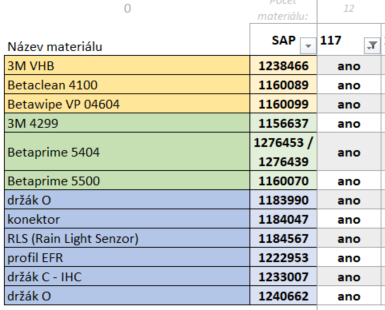 0 Počet materiálu: 12
Název materiálu SAP 117
3M VHB 1238466 ano
Betaclean 4100 1160089 ano
Betawipe VP 04604 1160099 ano
3M 4299 1156637 ano
Betaprime 5404 1276453 / 1276439 ano
Betaprime 5500 1160070 ano
držák O 1183990 ano
konektor 1184047 ano
RLS (Rain Light Senzor) 1184567 ano
profil EFR 1222953 ano
držák C - IHC 1233007 ano
držák O 1240662 ano